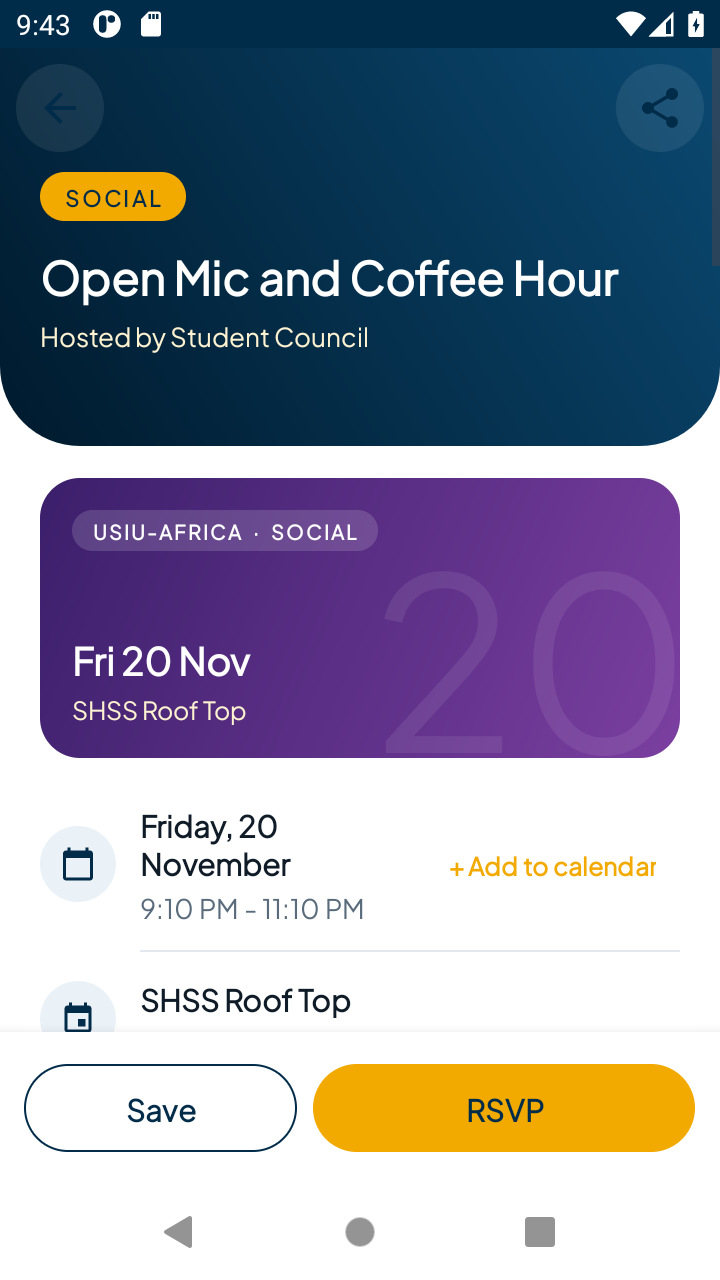 9:43
SOCIAL
Open Mic and Coffee Hour
Hosted by Student Council
USIU-AFRICA · SOCIAL
20
Fri 20 Nov
SHSS Roof Top
Friday, 20
November
+ Add to calendar
9:10 PM - 11:10 PM
SHSS Roof Top
Save
RSVP